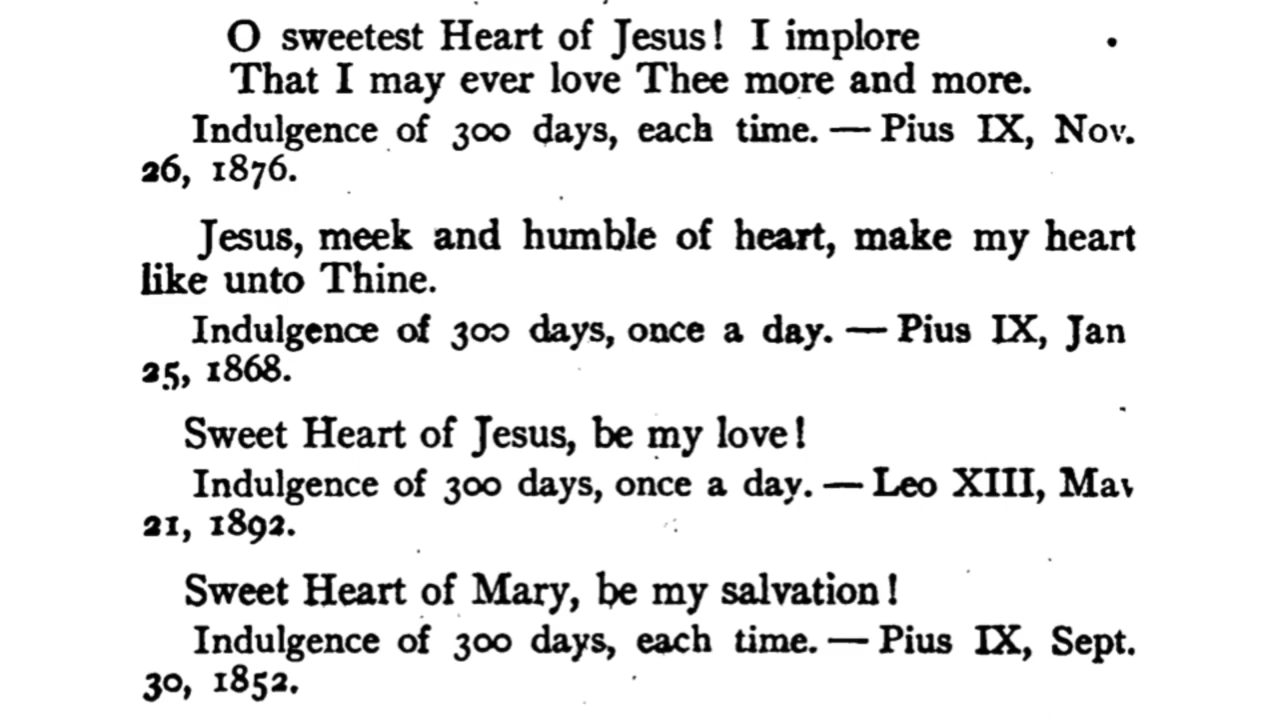 O sweetest Heart of Jesus! I implore
That I may ever love Thee more and more.
Indulgence of 300 days, each time. — Pius IX, Nov.
26, 1876.
Jesus, meek and humble of heart, make my heart
like unto Thine.
Indulgence of 300 days, once a day. — Pius IX, Jan
25, 1868.
Sweet Heart of Jesus, be my love!
Indulgence of 300 days, once a day. — Leo XIII, May
21, 1892.
Sweet Heart of Mary, be my salvation!
Indulgence of 300 days, each time. — Pius IX, Sept.
30, 1852.